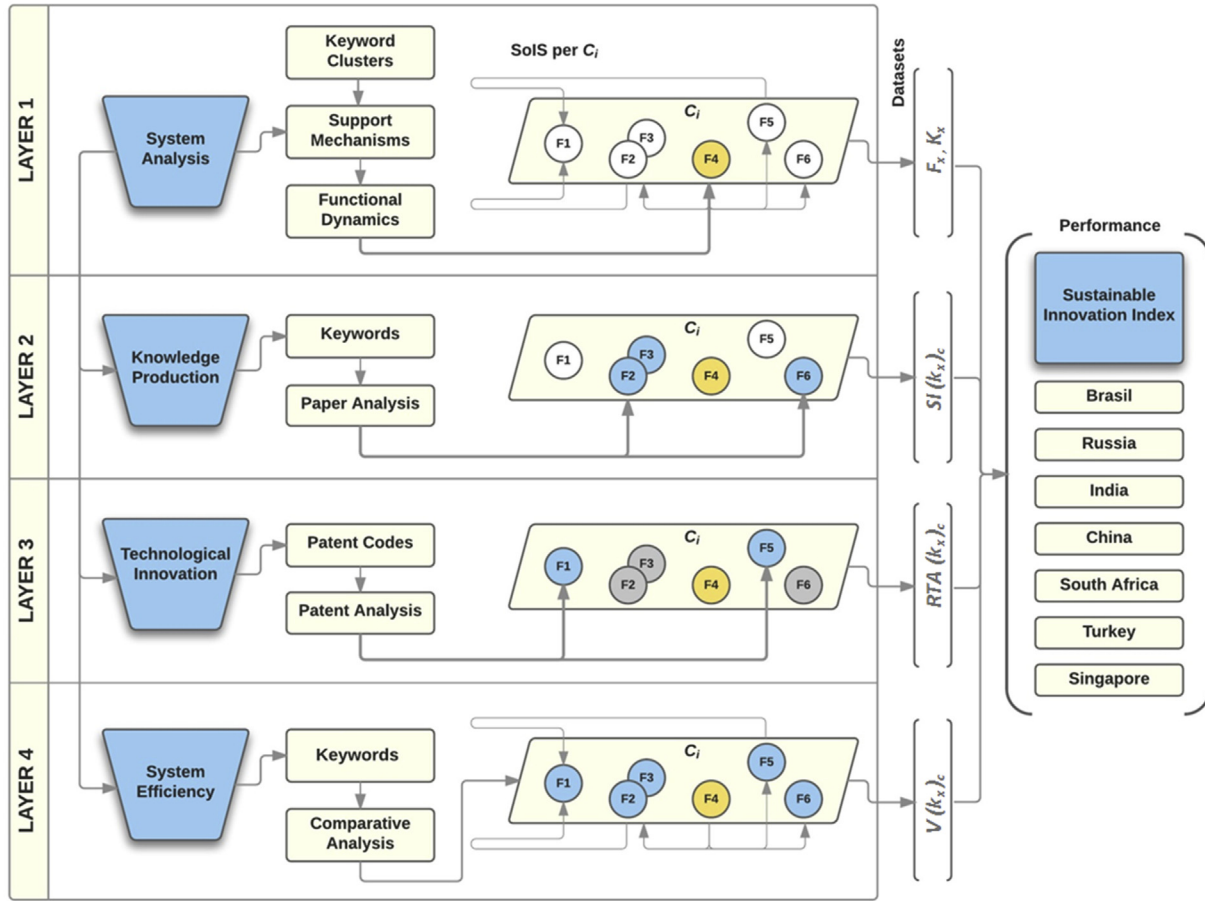 LAYER 1
System
Analysis
Keyword
Clusters
Support
Mechanisms
Functional
Dynamics
SoIS per Ci
Ci
F1
F2
F3
F4
F5
F6
Datasets
Fx , Kx
LAYER 2
Knowledge
Production
Keywords
Paper Analysis
Ci
F1
F2
F3
F4
F5
F6
SI (kx)c
LAYER 3
Technological
Innovation
Patent Codes
Patent Analysis
Ci
F1
F2
F3
F4
F5
F6
RTA (kx)c
LAYER 4
System
Efficiency
Keywords
Comparative
Analysis
Ci
F1
F2
F3
F4
F5
F6
V (kx)c
Performance
Sustainable
Innovation Index
Brasil
Russia
India
China
South Africa
Turkey
Singapore